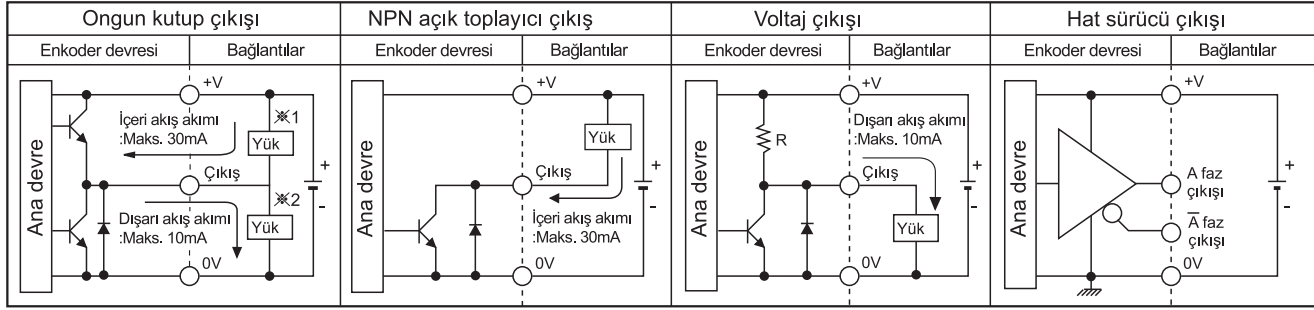 Ongun kutup çıkışı
Enkoder devresi
Bağlantılar
Ana devre
+V
İçeri akış akımı
:Maks. 30mA
※1
Yük
Çıkış
※2
Yük
Dışarı akış akımı
:Maks. 10mA
0V
+
-
NPN açık toplayıcı çıkış
Enkoder devresi
Bağlantılar
Ana devre
+V
Yük
Çıkış
İçeri akış akımı
:Maks. 30mA
0V
+
-
Voltaj çıkışı
Enkoder devresi
Bağlantılar
Ana devre
+V
R
Dışarı akış akımı
:Maks. 10mA
Çıkış
Yük
0V
+
-
Hat sürücü çıkışı
Enkoder devresi
Bağlantılar
Ana devre
+V
A faz
çıkışı
A̅ faz
çıkışı
0V
+
-